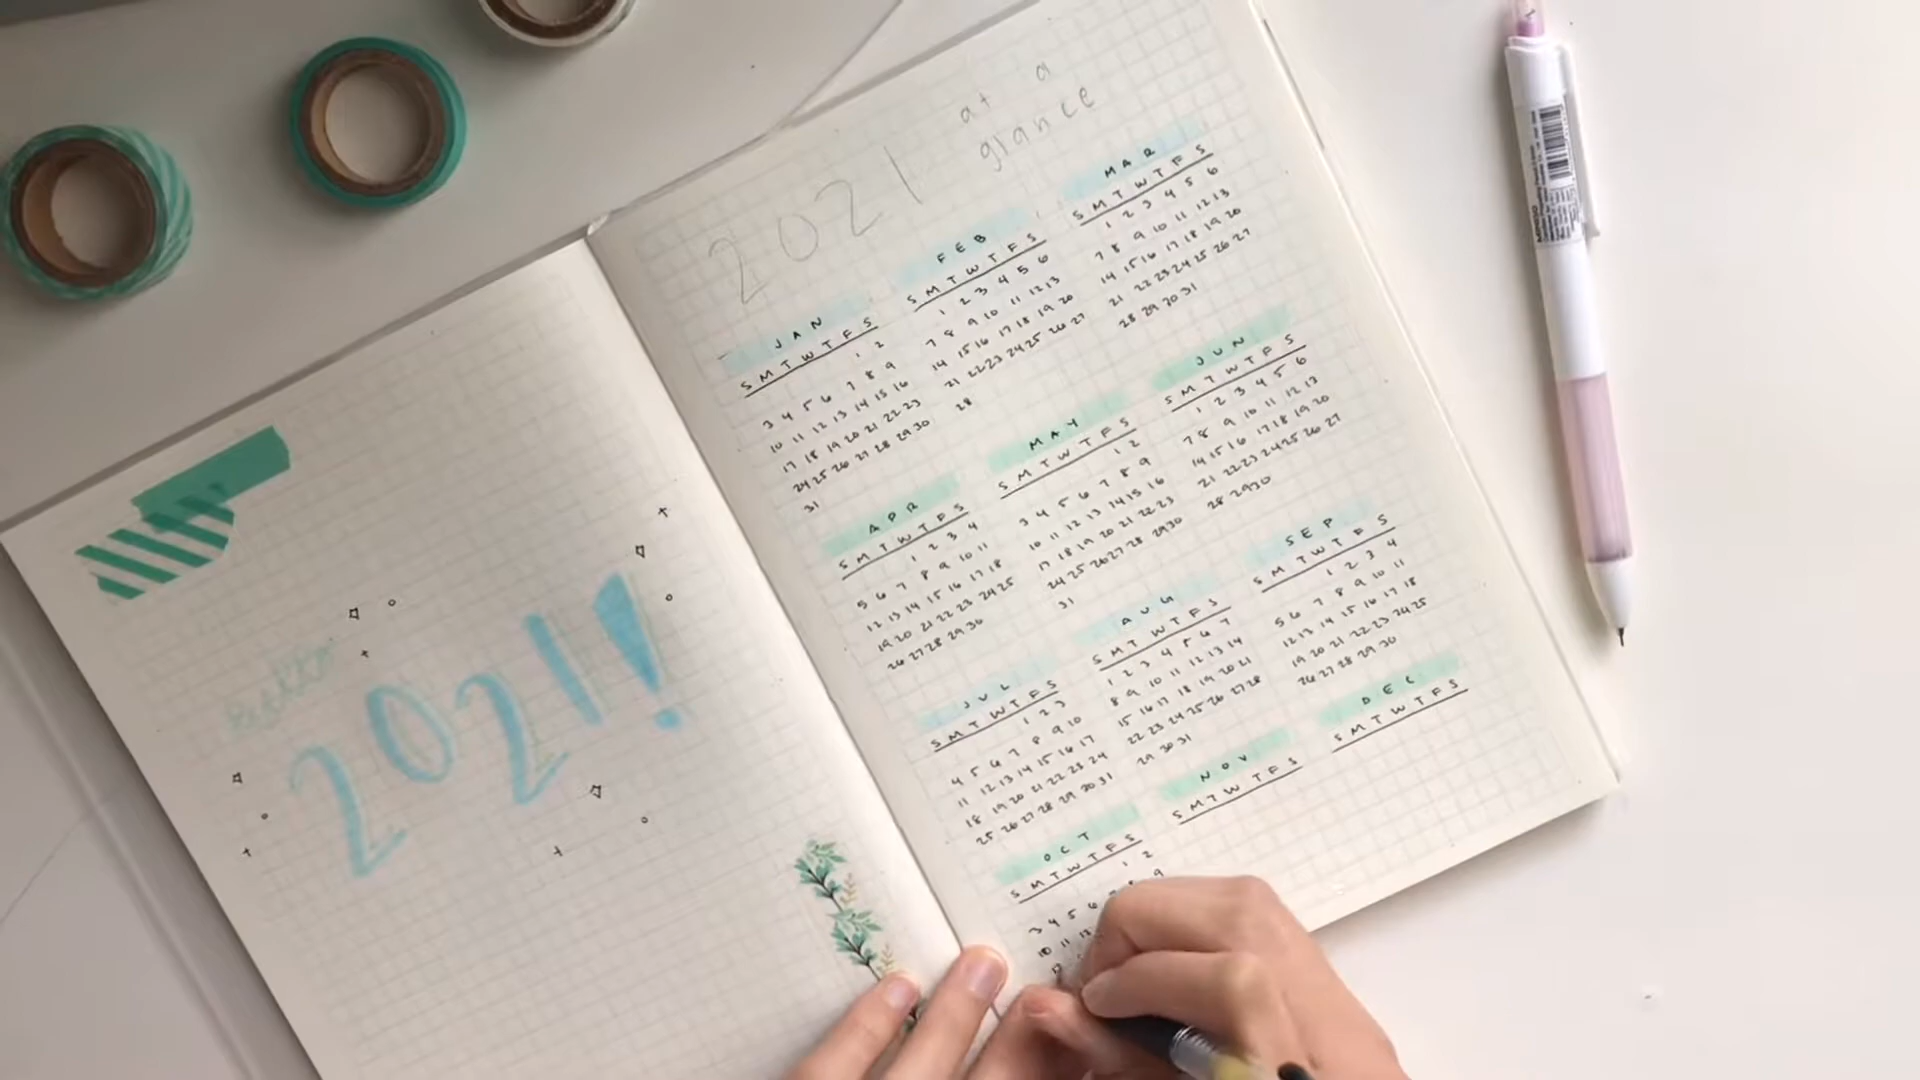 hello
2021!
2021
at a
glance
JAN
S M T W T F S
1 2
3 4 5 6 7 8 9
10 11 12 13 14 15 16
17 18 19 20 21 22 23
24 25 26 27 28 29 30
31
FEB
S M T W T F S
1 2 3 4 5 6
7 8 9 10 11 12 13
14 15 16 17 18 19 20
21 22 23 24 25 26 27
28
MAR
S M T W T F S
1 2 3 4 5 6
7 8 9 10 11 12 13
14 15 16 17 18 19 20
21 22 23 24 25 26 27
28 29 30 31
APR
S M T W T F S
1 2 3 4
5 6 7 8 9 10 11
12 13 14 15 16 17 18
19 20 21 22 23 24 25
26 27 28 29 30
MAY
S M T W T F S
1 2
3 4 5 6 7 8 9
10 11 12 13 14 15 16
17 18 19 20 21 22 23
24 25 26 27 28 29 30
31
JUN
S M T W T F S
1 2 3 4 5 6
7 8 9 10 11 12 13
14 15 16 17 18 19 20
21 22 23 24 25 26 27
28 29 30
JUL
S M T W T F S
1 2 3
4 5 6 7 8 9 10
11 12 13 14 15 16 17
18 19 20 21 22 23 24
25 26 27 28 29 30 31
AUG
S M T W T F S
1 2 3 4 5 6 7
8 9 10 11 12 13 14
15 16 17 18 19 20 21
22 23 24 25 26 27 28
29 30 31
SEP
S M T W T F S
1 2 3 4
5 6 7 8 9 10 11
12 13 14 15 16 17 18
19 20 21 22 23 24 25
26 27 28 29 30
OCT
S M T W T F S
1 2
3 4 5 6 7 8 9
10 11 12
17
NOV
S M T W T F S
DEC
S M T W T F S